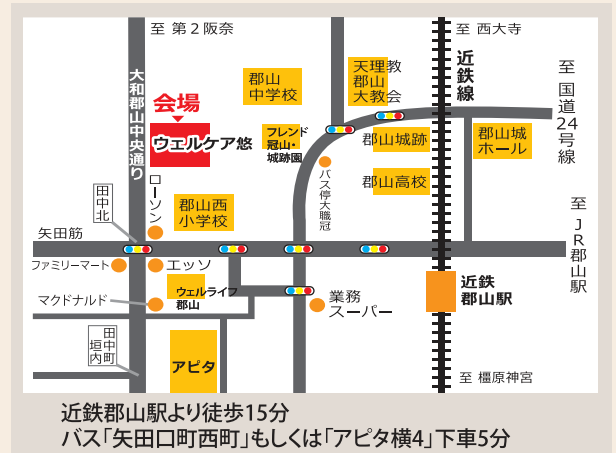 至 第2阪奈
至 西大寺
大和郡山中央通り
会場
ウェルケア悠
郡山
中学校
天理教
郡山
大教会
近鉄線
至 国道24号線
フレンド
冠山・
城跡園
郡山城跡
郡山城
ホール
バス停大職冠
郡山高校
田中北
ローソン
郡山西
小学校
至 JR郡山駅
矢田筋
ファミリーマート
エッソ
マクドナルド
ウェルライフ
郡山
業務
スーパー
近鉄
郡山駅
田中町
垣内
アピタ
至 橿原神宮
近鉄郡山駅より徒歩15分
バス「矢田口町西町」もしくは「アピタ横4」下車5分